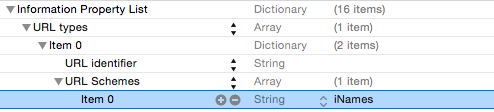 Information Property List Dictionary (16 items)
URL types Array (1 item)
Item 0 Dictionary (2 items)
URL identifier String
URL Schemes Array (1 item)
Item 0 String iNames